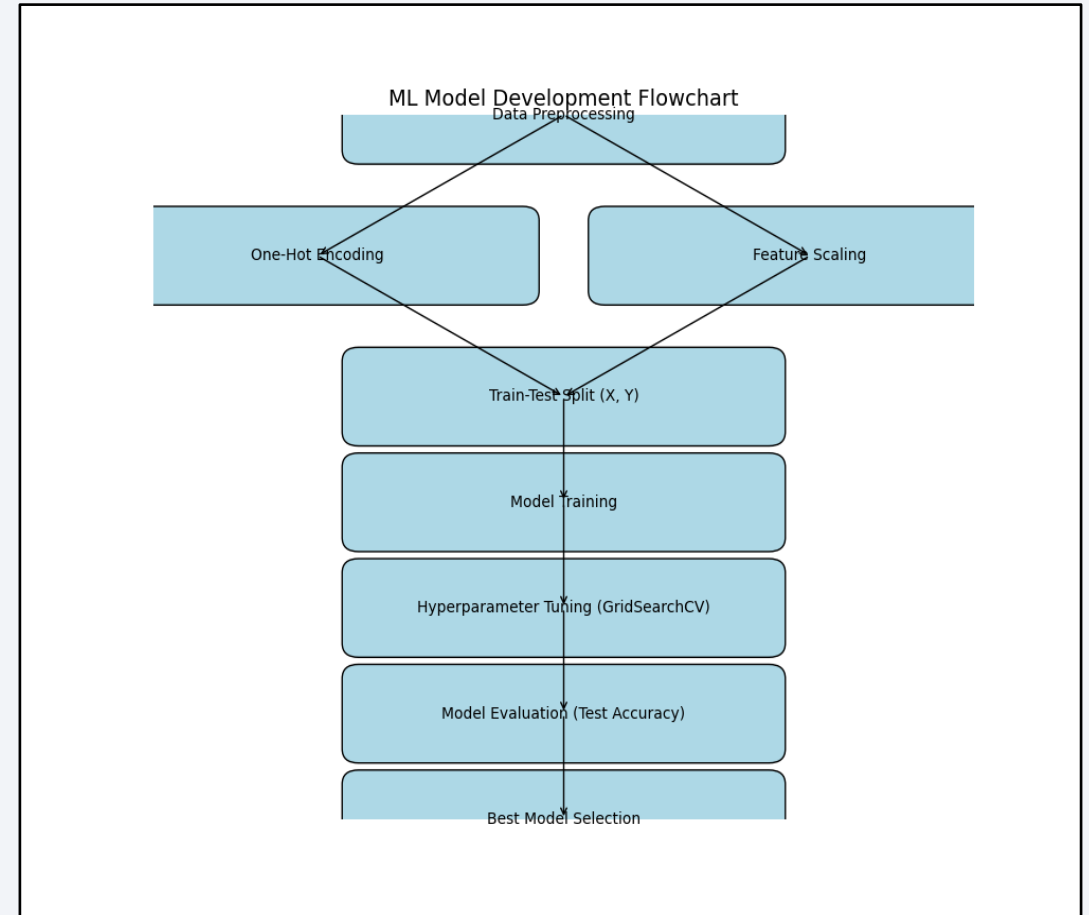 ML Model Development Flowchart
Data Preprocessing
One-Hot Encoding
Feature Scaling
Train-Test Split (X, Y)
Model Training
Hyperparameter Tuning (GridSearchCV)
Model Evaluation (Test Accuracy)
Best Model Selection